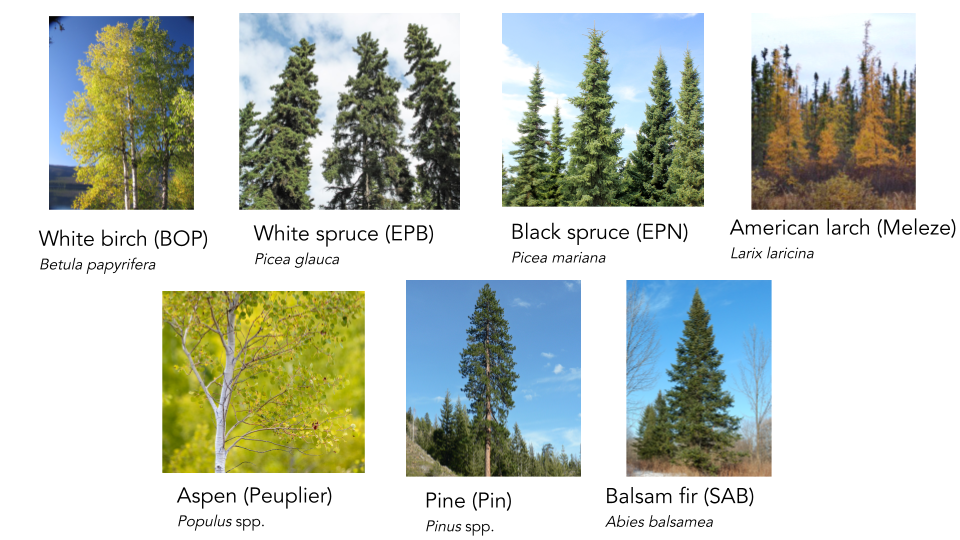 White birch (BOP)
Betula papyrifera
White spruce (EPB)
Picea glauca
Black spruce (EPN)
Picea mariana
American larch (Meleze)
Larix laricina
Aspen (Peuplier)
Populus spp.
Pine (Pin)
Pinus spp.
Balsam fir (SAB)
Abies balsamea